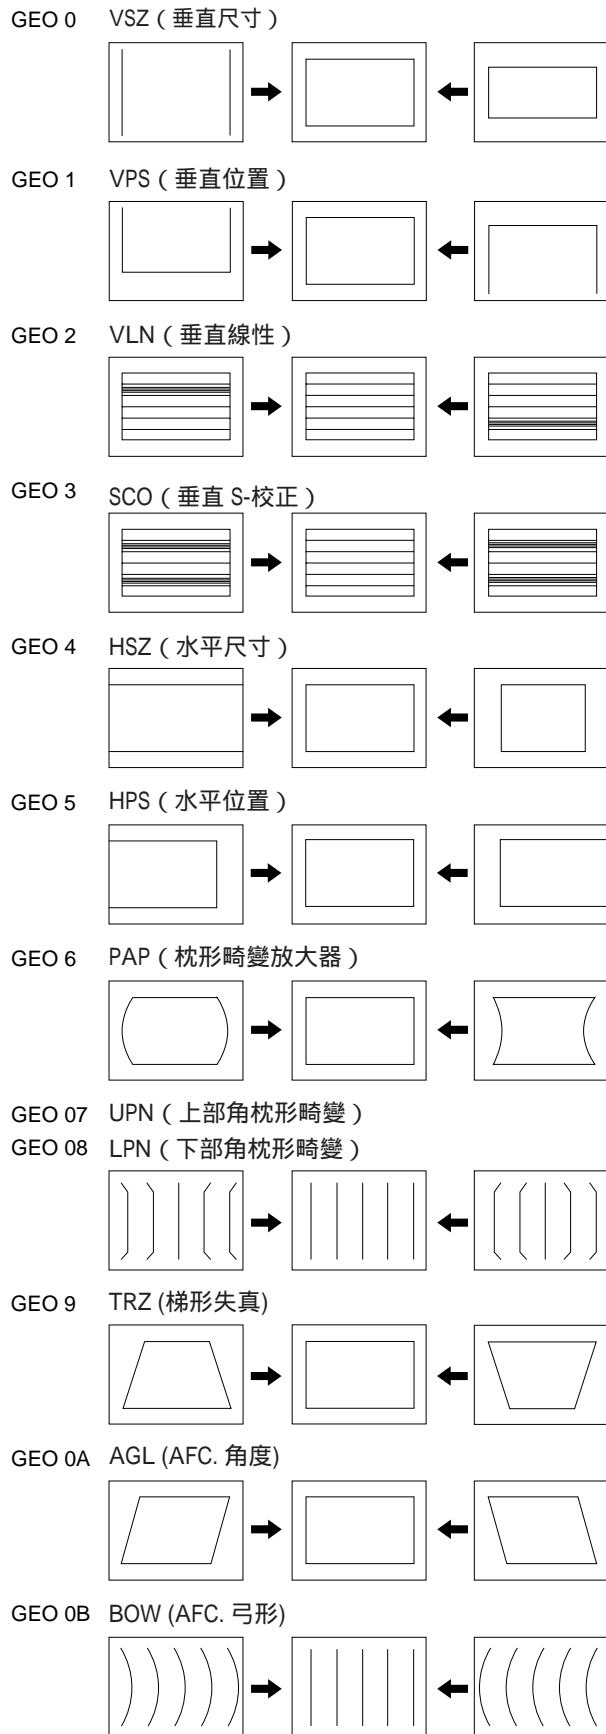 GEO 0 VSZ（垂直尺寸）
GEO 1 VPS（垂直位置）
GEO 2 VLN（垂直線性）
GEO 3 SCO（垂直 S-校正）
GEO 4 HSZ（水平尺寸）
GEO 5 HPS（水平位置）
GEO 6 PAP（枕形畸變放大器）
GEO 07 UPN（上部角枕形畸變）
GEO 08 LPN（下部角枕形畸變）
GEO 9 TRZ (梯形失真)
GEO 0A AGL (AFC. 角度)
GEO 0B BOW (AFC. 弓形)